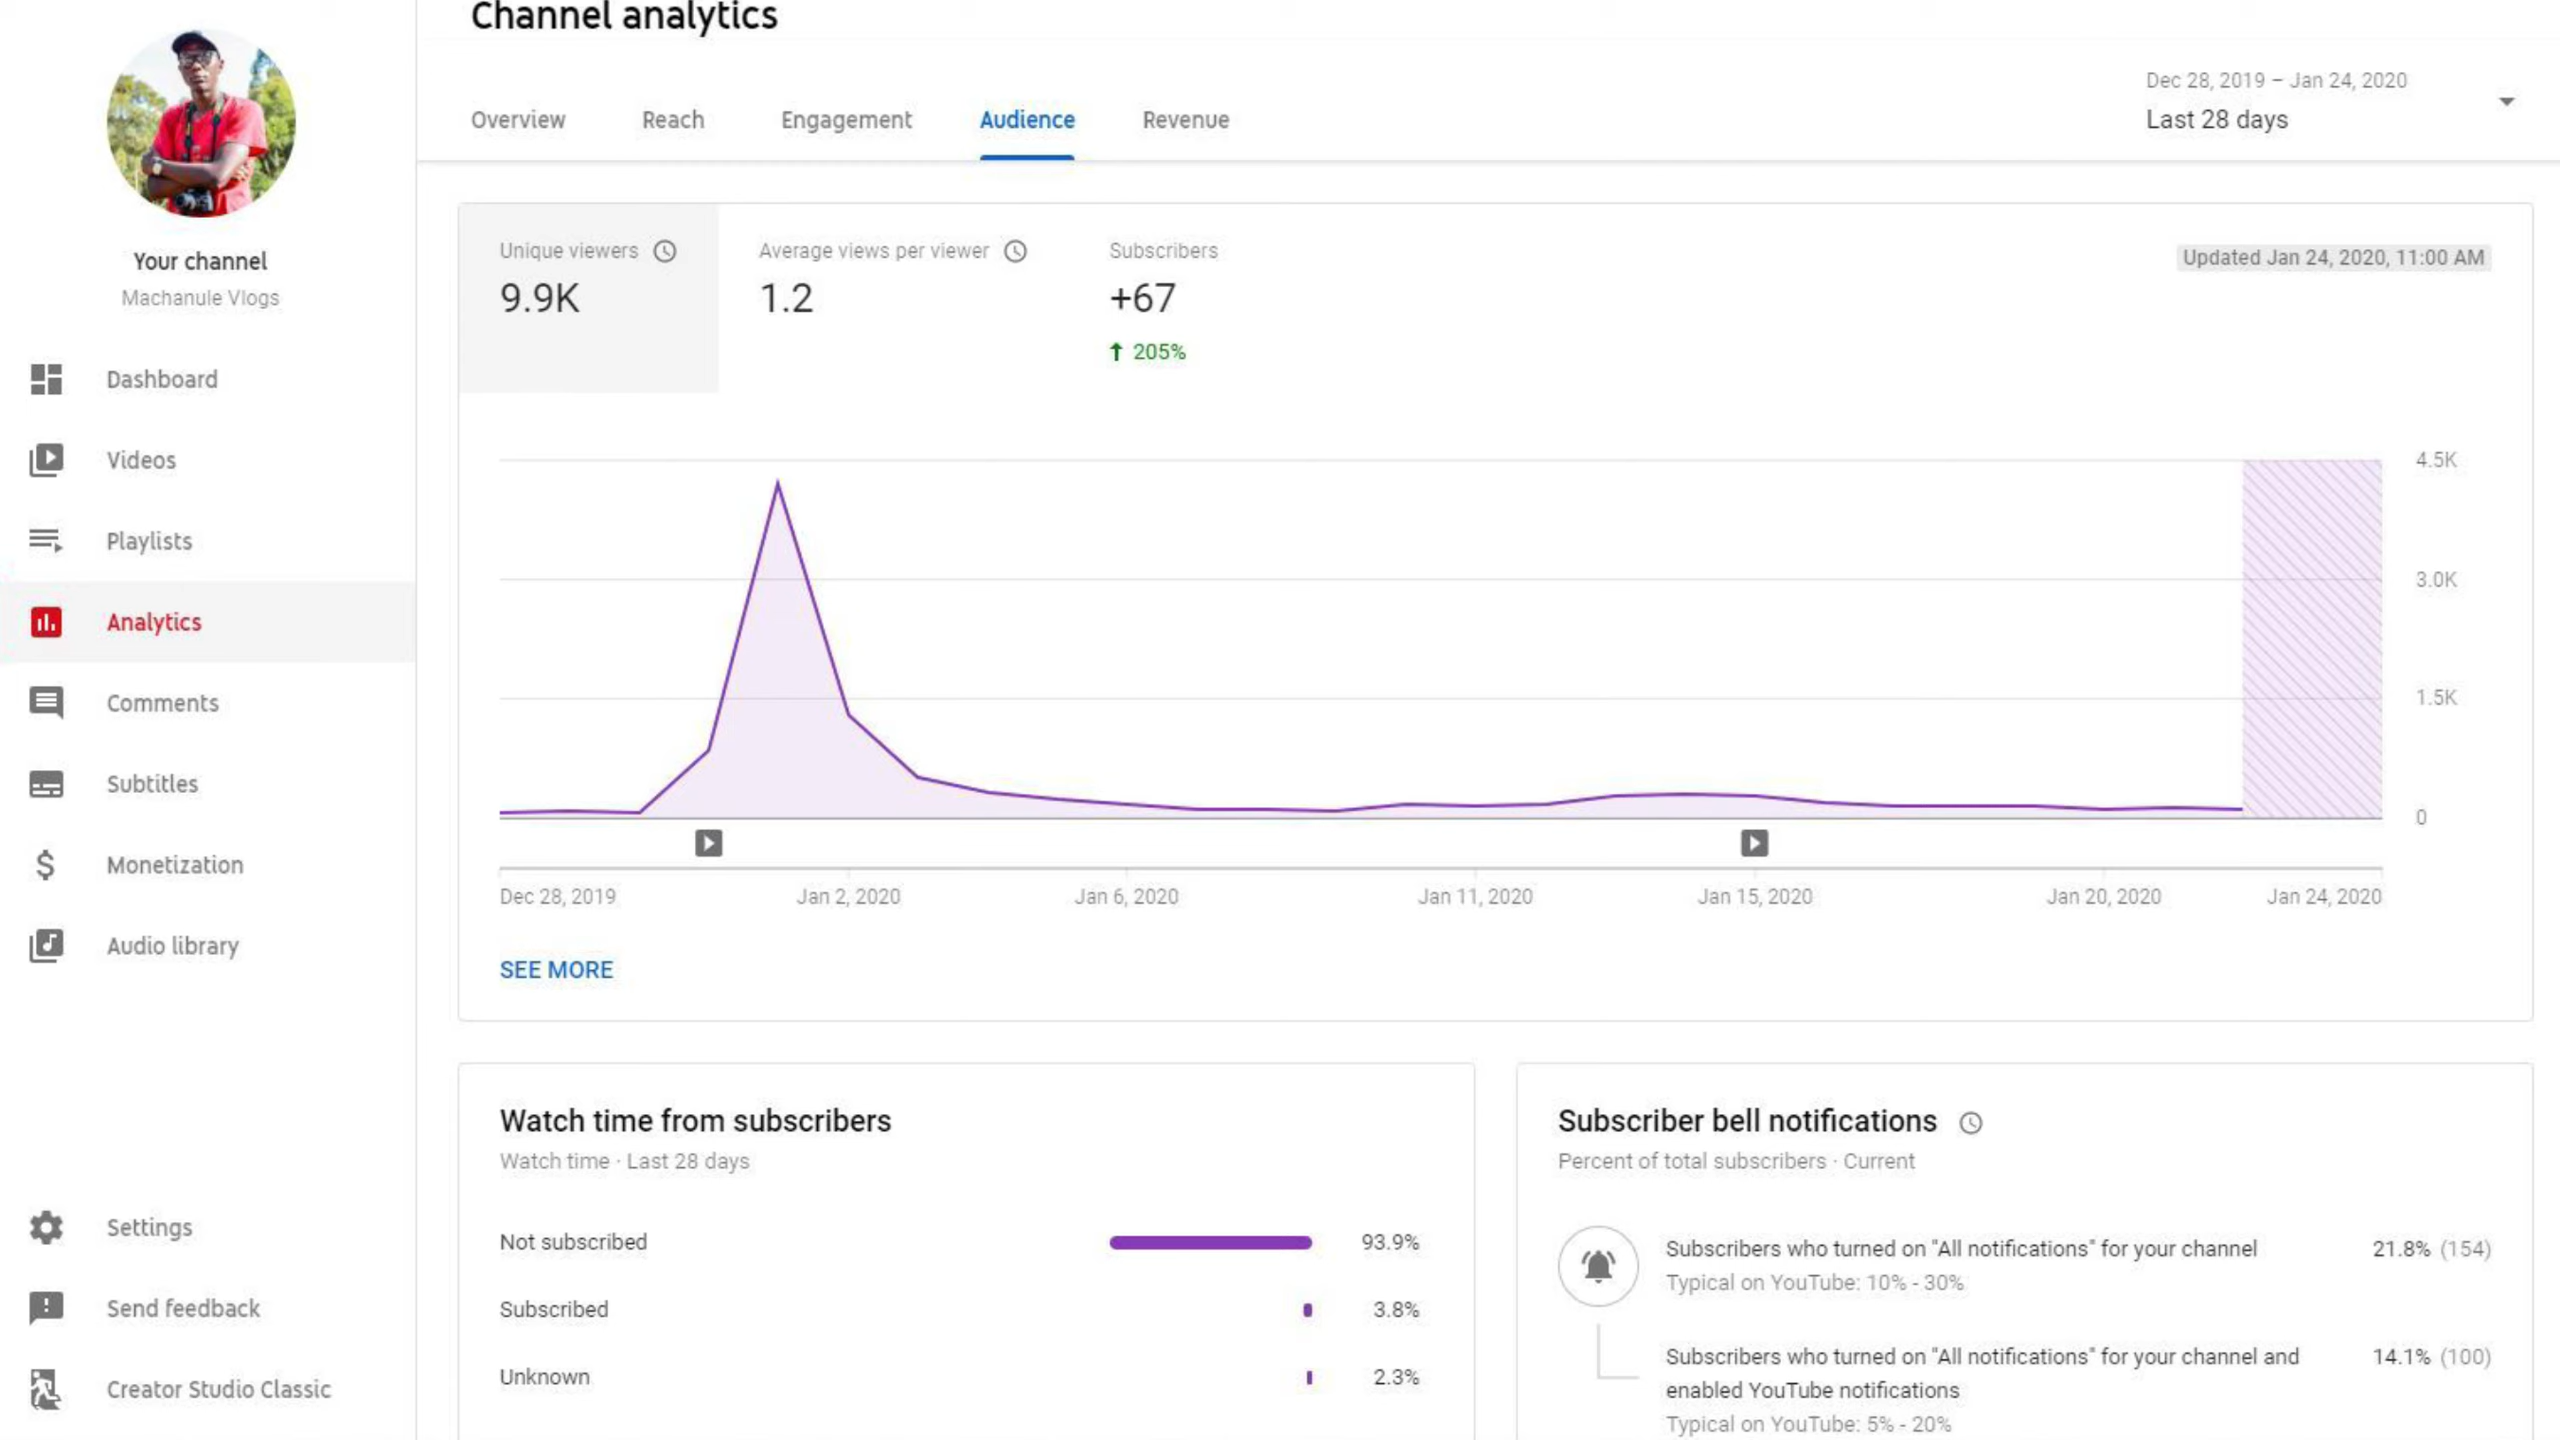 Channel analytics
Overview
Reach
Engagement
Audience
Revenue
Dec 28, 2019 – Jan 24, 2020
Last 28 days
Your channel
Machanule Vlogs
Dashboard
Videos
Playlists
Analytics
Comments
Subtitles
Monetization
Audio library
Settings
Send feedback
Creator Studio Classic
Unique viewers
9.9K
Average views per viewer
1.2
Subscribers
+67
205%
Updated Jan 24, 2020, 11:00 AM
4.5K
3.0K
1.5K
0
Dec 28, 2019
Jan 2, 2020
Jan 6, 2020
Jan 11, 2020
Jan 15, 2020
Jan 20, 2020
Jan 24, 2020
SEE MORE
Watch time from subscribers
Watch time · Last 28 days
Not subscribed 93.9%
Subscribed 3.8%
Unknown 2.3%
Subscriber bell notifications
Percent of total subscribers · Current
Subscribers who turned on "All notifications" for your channel 21.8% (154)
Typical on YouTube: 10% - 30%
Subscribers who turned on "All notifications" for your channel and 14.1% (100)
enabled YouTube notifications
Typical on YouTube: 5% - 20%